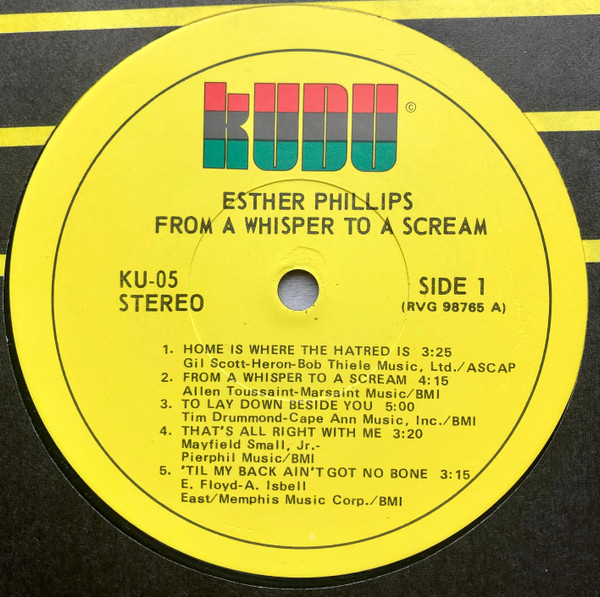 kUDU ©
ESTHER PHILLIPS
FROM A WHISPER TO A SCREAM
KU-05
STEREO
SIDE 1
(RVG 98765 A)
1. HOME IS WHERE THE HATRED IS 3:25
Gil Scott-Heron-Bob Thiele Music, Ltd./ASCAP
2. FROM A WHISPER TO A SCREAM 4:15
Allen Toussaint-Marsaint Music/BMI
3. TO LAY DOWN BESIDE YOU 5:00
Tim Drummond-Cape Ann Music, Inc./BMI
4. THAT'S ALL RIGHT WITH ME 3:20
Mayfield Small, Jr.-
Pierphil Music/BMI
5. 'TIL MY BACK AIN'T GOT NO BONE 3:15
E. Floyd-A. Isbell
East/Memphis Music Corp./BMI